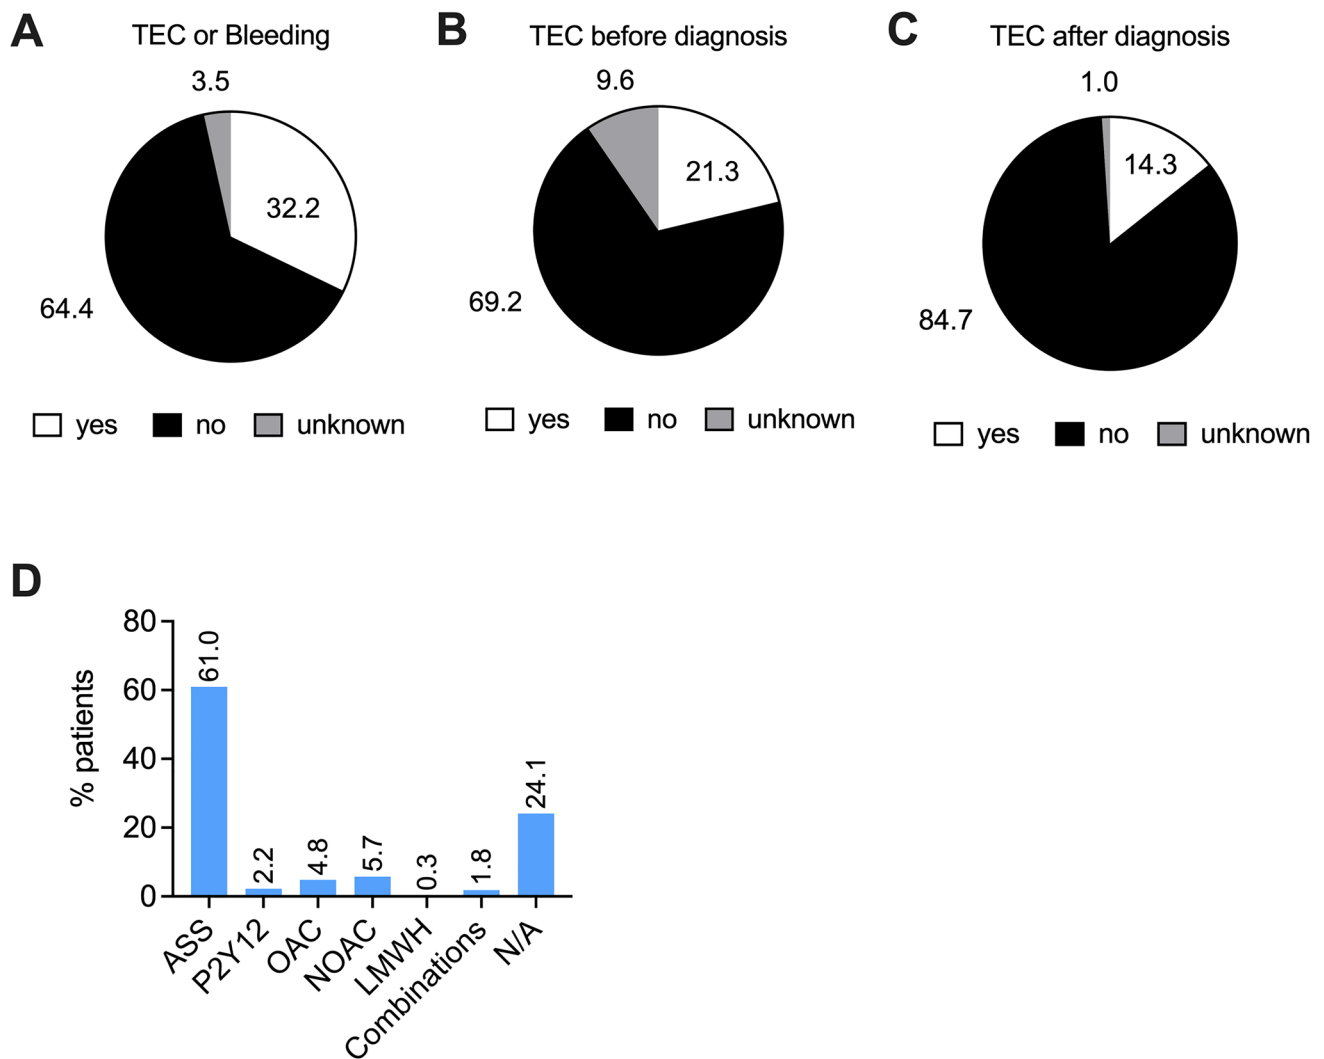 A
TEC or Bleeding
3.5
32.2
64.4
yes no unknown
B
TEC before diagnosis
9.6
21.3
69.2
yes no unknown
C
TEC after diagnosis
1.0
14.3
84.7
yes no unknown
D
% patients
80
60
40
20
0
61.0
2.2
4.8
5.7
0.3
1.8
24.1
ASS
P2Y12
OAC
NOAC
LMWH
Combinations
N/A